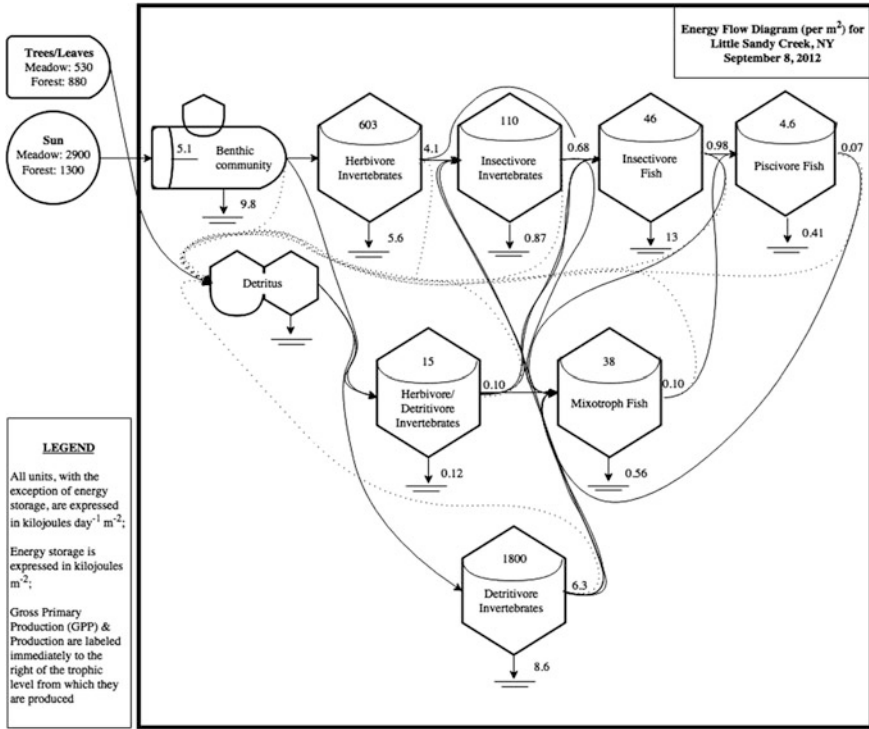 Energy Flow Diagram (per m2) for
Little Sandy Creek, NY
September 8, 2012
Trees/Leaves
Meadow: 530
Forest: 880
Sun
Meadow: 2900
Forest: 1300
5.1
Benthic
community
9.8
603
Herbivore
Invertebrates
4.1
5.6
110
Insectivore
Invertebrates
0.68
0.87
46
Insectivore
Fish
0.98
13
4.6
Piscivore Fish
0.07
0.41
Detritus
15
Herbivore/
Detritivore
Invertebrates
0.10
0.12
38
Mixotroph Fish
0.10
0.56
1800
Detritivore
Invertebrates
6.3
8.6
LEGEND
All units, with the
exception of energy
storage, are expressed
in kilojoules day-1 m-2;
Energy storage is
expressed in kilojoules
m-2;
Gross Primary
Production (GPP) &
Production are labeled
immediately to the
right of the trophic
level from which they
are produced